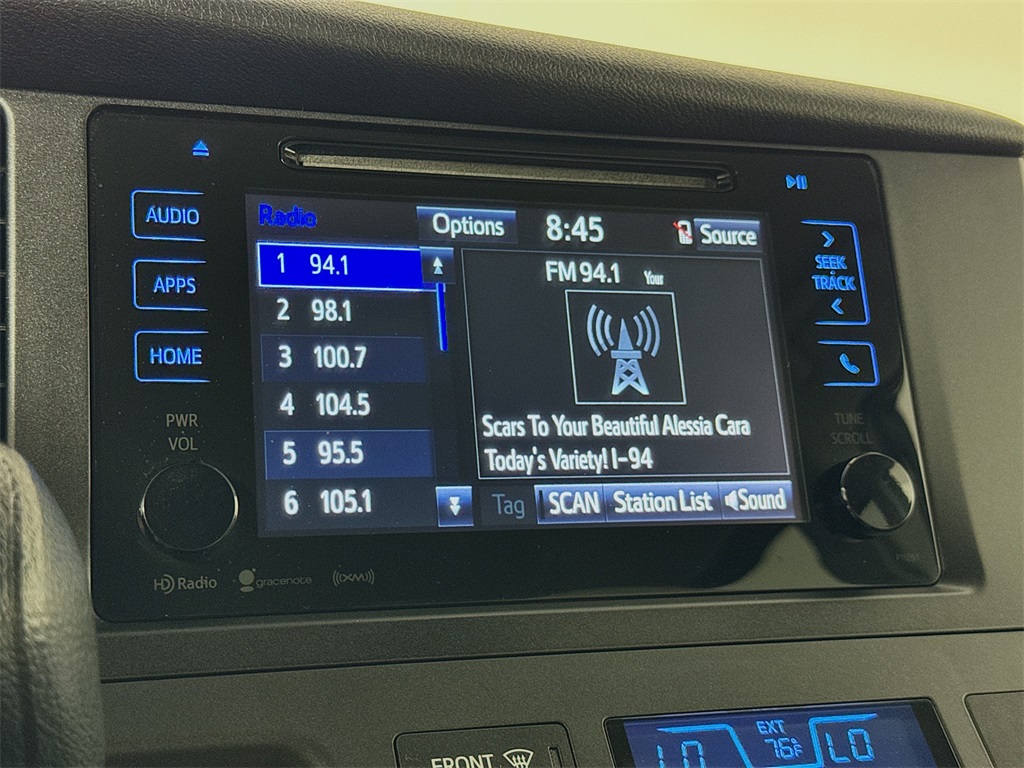 AUDIO
APPS
HOME
PWR
VOL
Radio
Options
8:45
Source
1 94.1
2 98.1
3 100.7
4 104.5
5 95.5
6 105.1
FM 94.1 Your
Scars To Your Beautiful Alessia Cara
Today's Variety! I-94
Tag
SCAN
Station List
Sound
SEEK
TRACK
TUNE
SCROLL
HD Radio
gracenote
((XM))
FRONT
LO
EXT
76°F
LO